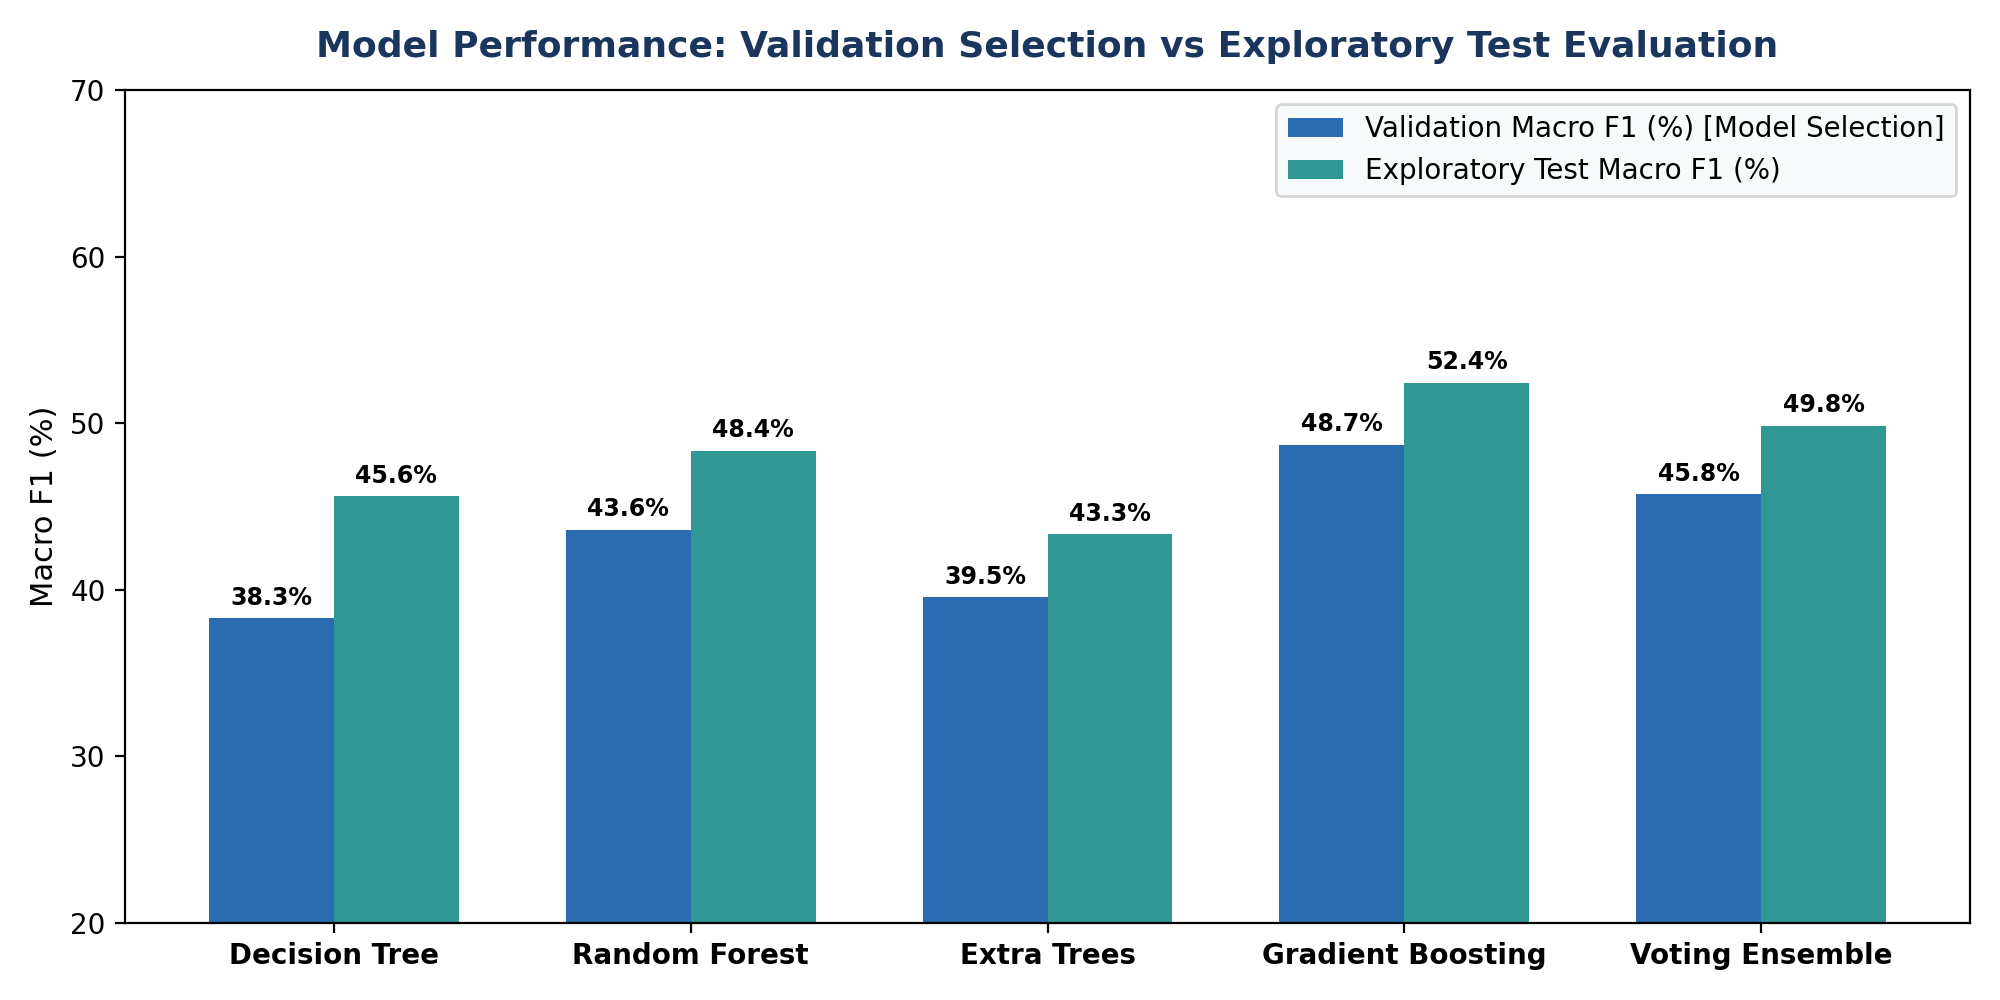 Model Performance: Validation Selection vs Exploratory Test Evaluation
Validation Macro F1 (%) [Model Selection]
Exploratory Test Macro F1 (%)
Macro F1 (%)
70
60
50
40
30
20
38.3%
45.6%
43.6%
48.4%
39.5%
43.3%
48.7%
52.4%
45.8%
49.8%
Decision Tree
Random Forest
Extra Trees
Gradient Boosting
Voting Ensemble